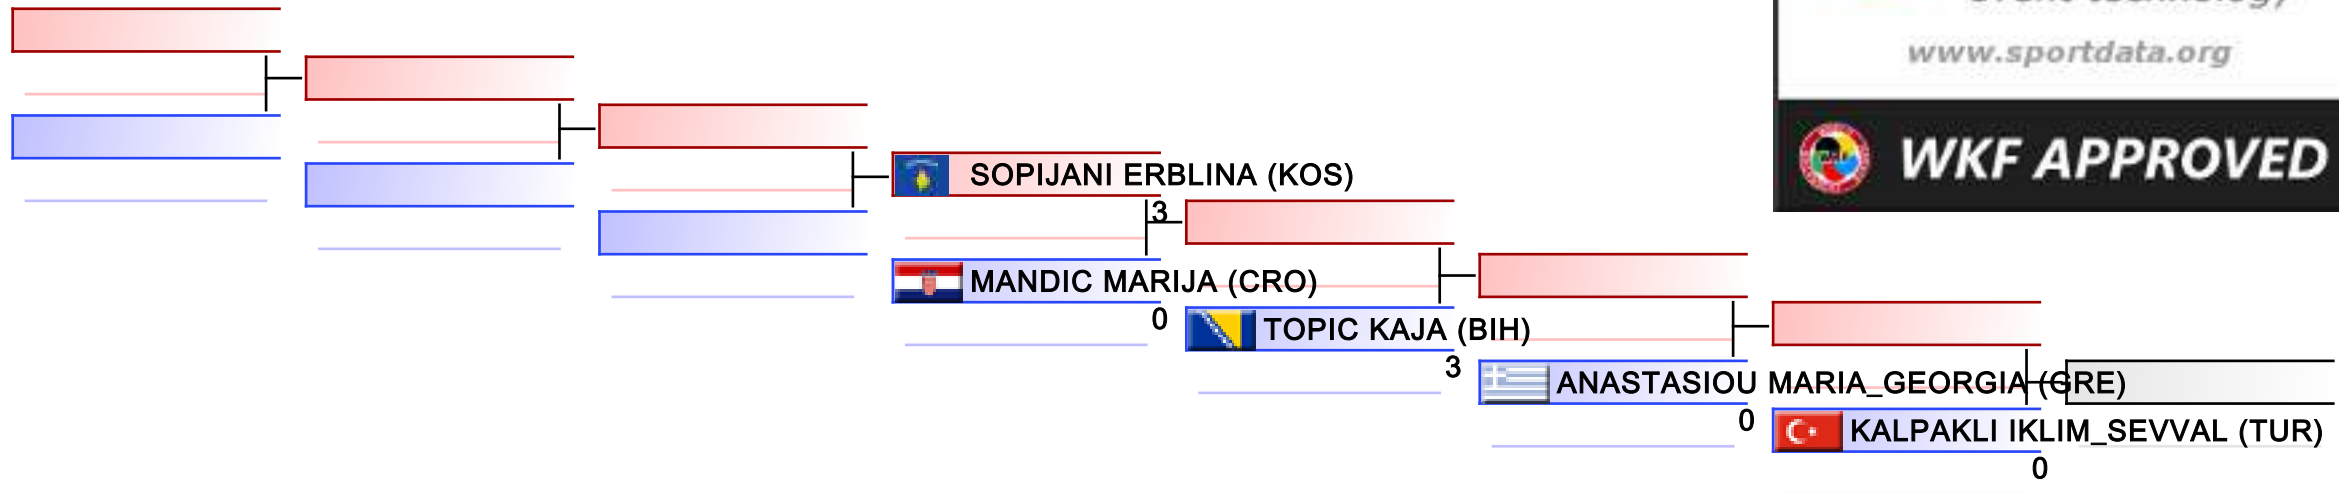 www.sportdata.org
WKF APPROVED
SOPIJANI ERBLINA (KOS)
3
MANDIC MARIJA (CRO)
0
TOPIC KAJA (BIH)
3
ANASTASIOU MARIA_GEORGIA (GRE)
0
KALPAKLI IKLIM_SEVVAL (TUR)
0